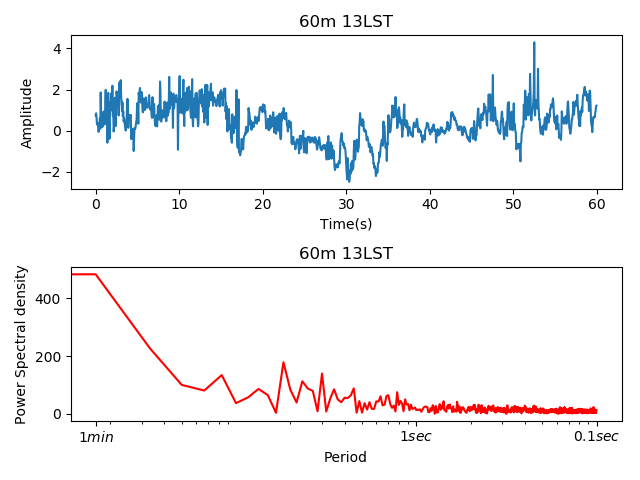 60m 13LST
4
2
0
−2
Amplitude
0 10 20 30 40 50 60
Time(s)
60m 13LST
400
200
0
Power Spectral density
1min 1sec 0.1sec
Period